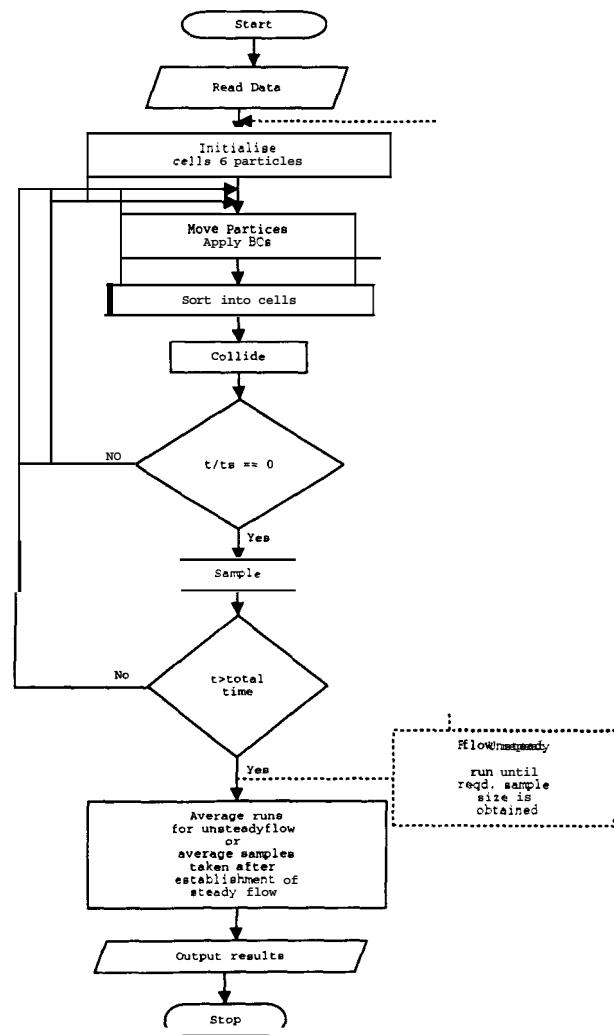 Start
Read Data
Initialise
cells 6 particles
Move Partices
Apply BCs
Sort into cells
Collide
t/ts == 0
NO
Yes
Sample
t>total
time
No
Yes
run until
reqd. sample
size is
obtained
Average runs
for unsteadyflow
or
average samples
taken after
establishment of
steady flow
Output results
Stop